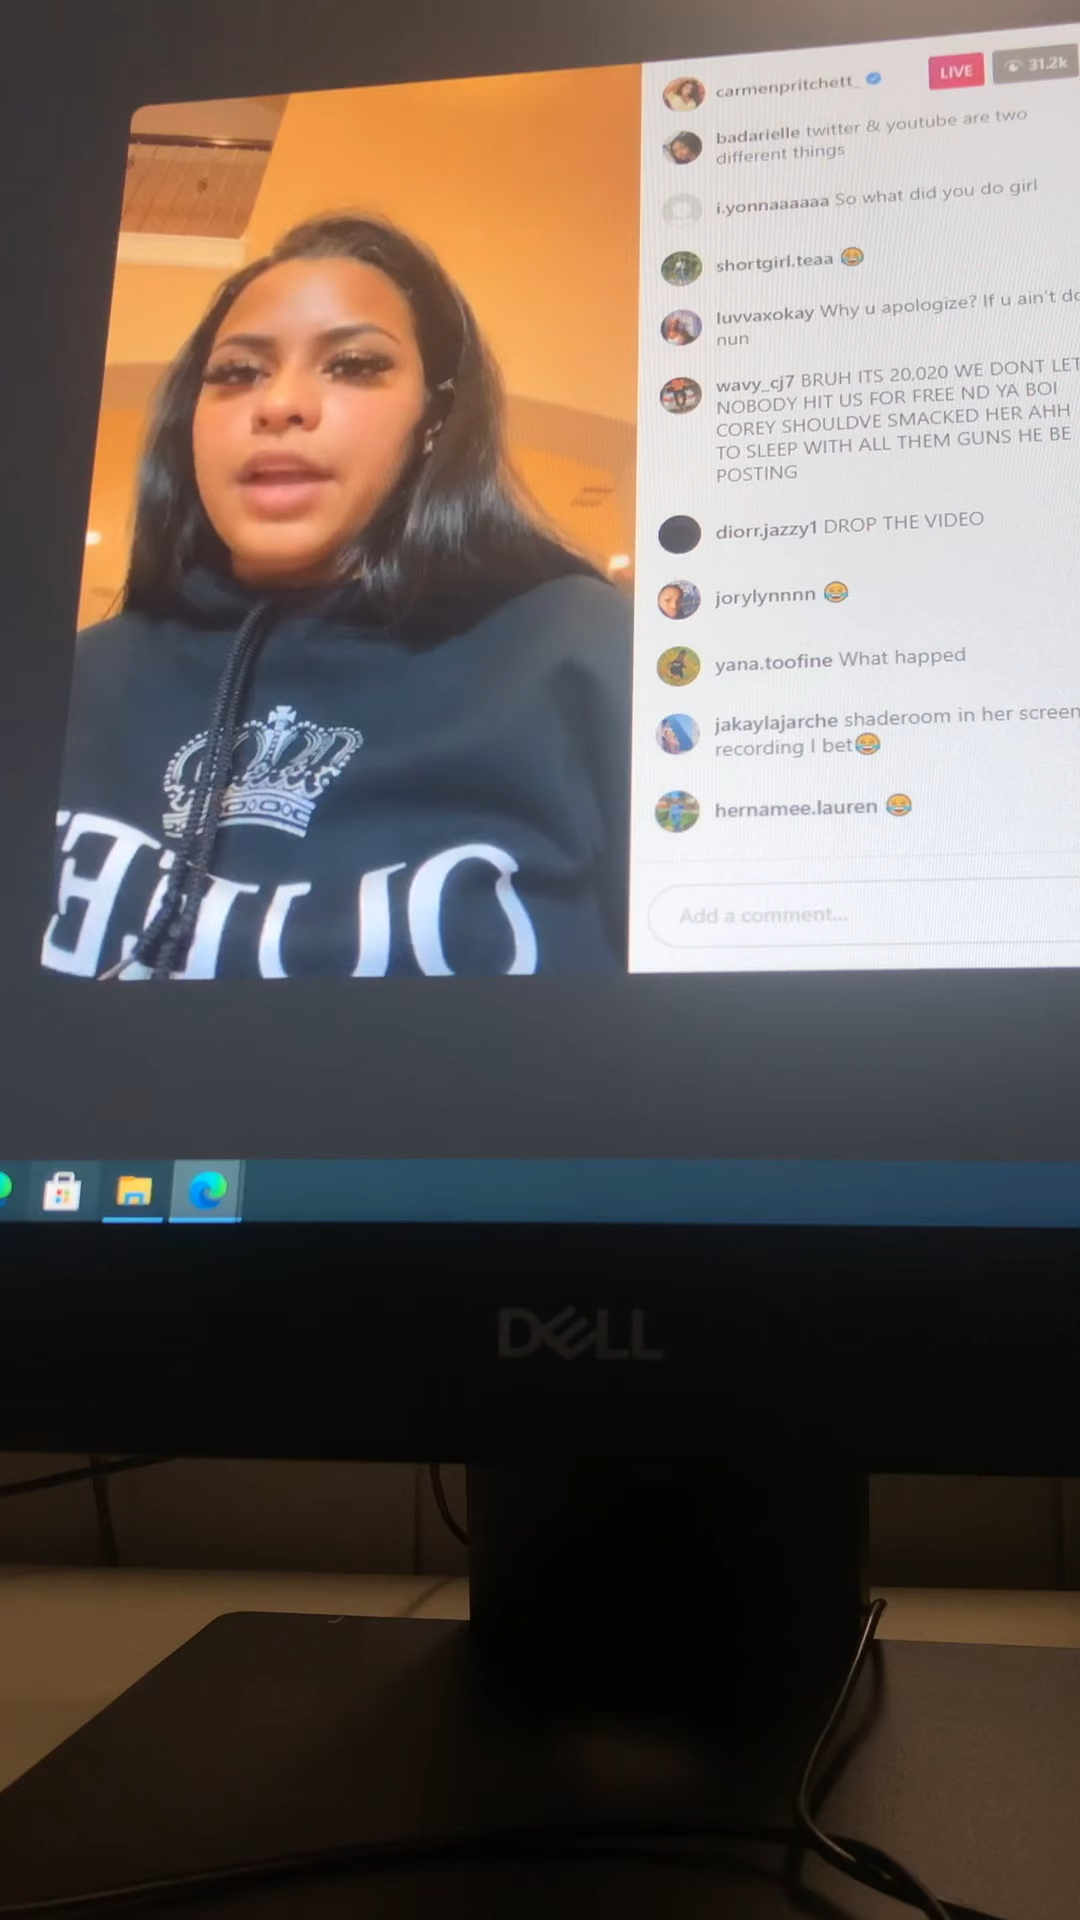 carmenpritchett_
LIVE
31.2k
badarielle twitter & youtube are two
different things
i.yonnaaaaaa So what did you do girl
shortgirl.teaa 😂
luvvaxokay Why u apologize? If u ain't do
nun
wavy_cj7 BRUH ITS 20,020 WE DONT LET
NOBODY HIT US FOR FREE ND YA BOI
COREY SHOULDVE SMACKED HER AHH
TO SLEEP WITH ALL THEM GUNS HE BE
POSTING
diorr.jazzy1 DROP THE VIDEO
jorylynnnn 😂
yana.toofine What happed
jakaylajarche shaderoom in her screen
recording I bet😂
hernamee.lauren 😂
Add a comment...
DELL